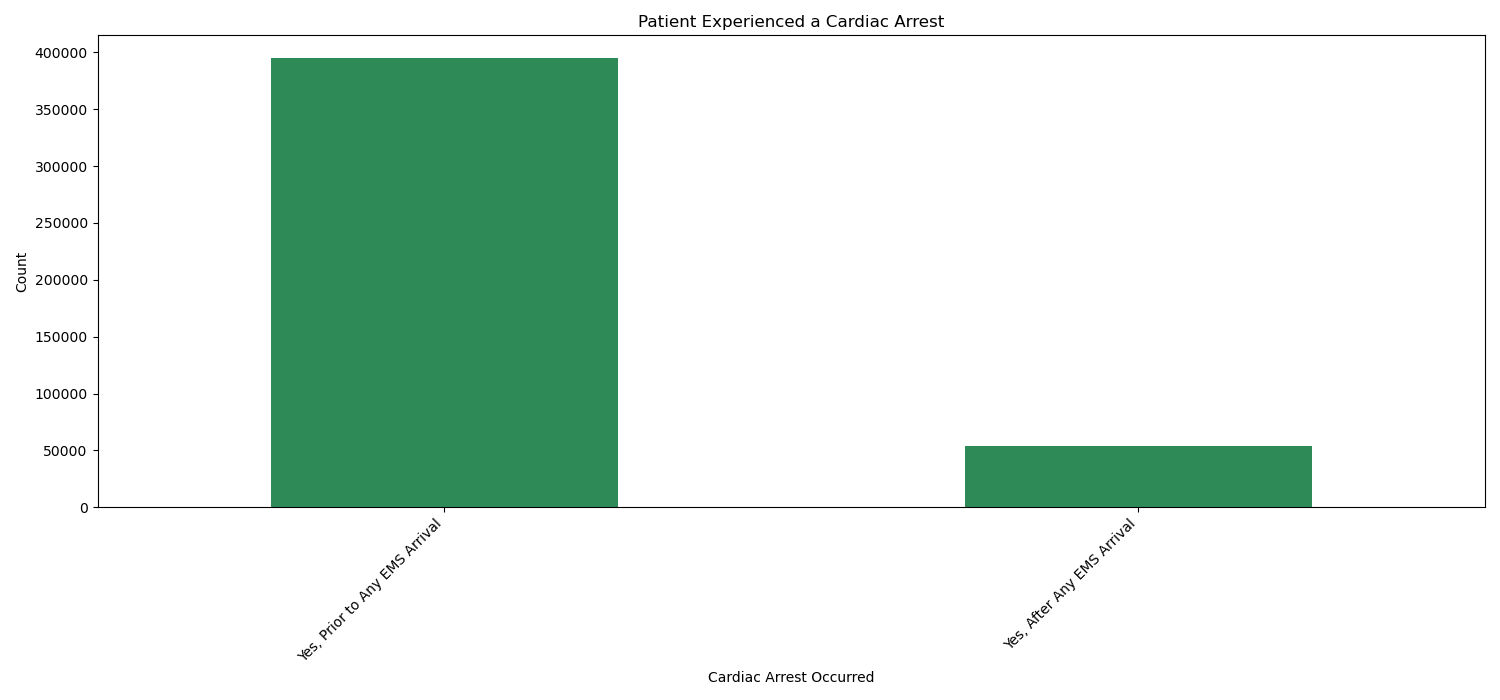 Patient Experienced a Cardiac Arrest
400000
350000
300000
250000
200000
150000
100000
50000
0
Count
Yes, Prior to Any EMS Arrival
Yes, After Any EMS Arrival
Cardiac Arrest Occurred